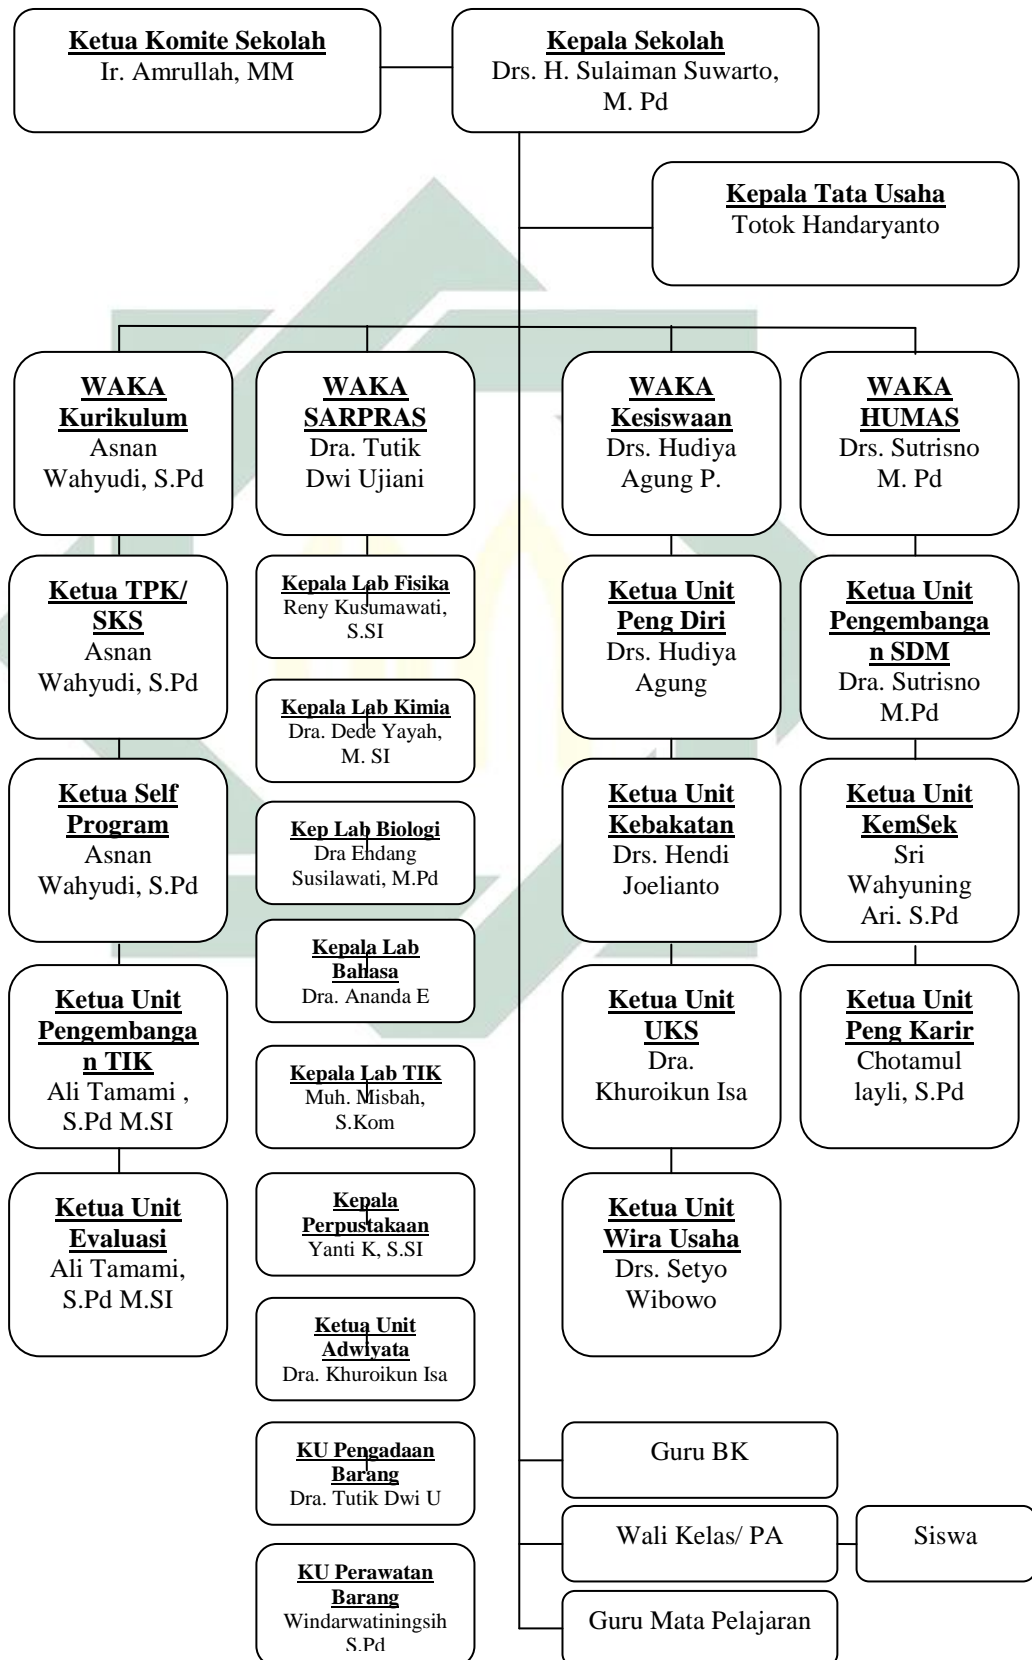 Ketua Komite Sekolah
Ir. Amrullah, MM
Kepala Sekolah
Drs. H. Sulaiman Suwarto,
M. Pd
Kepala Tata Usaha
Totok Handaryanto
WAKA
Kurikulum
Asnan
Wahyudi, S.Pd
WAKA
SARPRAS
Dra. Tutik
Dwi Ujiani
WAKA
Kesiswaan
Drs. Hudiya
Agung P.
WAKA
HUMAS
Drs. Sutrisno
M. Pd
Ketua TPK/
SKS
Asnan
Wahyudi, S.Pd
Ketua Self
Program
Asnan
Wahyudi, S.Pd
Ketua Unit
Pengembanga
n TIK
Ali Tamami ,
S.Pd M.SI
Ketua Unit
Evaluasi
Ali Tamami,
S.Pd M.SI
Kepala Lab Fisika
Reny Kusumawati,
S.SI
Kepala Lab Kimia
Dra. Dede Yayah,
M. SI
Kep Lab Biologi
Dra Endang
Susilawati, M.Pd
Kepala Lab
Bahasa
Dra. Ananda E
Kepala Lab TIK
Muh. Misbah,
S.Kom
Kepala
Perpustakaan
Yanti K, S.SI
Ketua Unit
Adwiyata
Dra. Khuroikun Isa
KU Pengadaan
Barang
Dra. Tutik Dwi U
KU Perawatan
Barang
Windarwatiningsih
S.Pd
Ketua Unit
Peng Diri
Drs. Hudiya
Agung
Ketua Unit
Kebakatan
Drs. Hendi
Joelianto
Ketua Unit
UKS
Dra.
Khuroikun Isa
Ketua Unit
Wira Usaha
Drs. Setyo
Wibowo
Ketua Unit
Pengembanga
n SDM
Dra. Sutrisno
M.Pd
Ketua Unit
KemSek
Sri
Wahyuning
Ari. S.Pd
Ketua Unit
Peng Karir
Chotamul
layli, S.Pd
Guru BK
Wali Kelas/ PA
Siswa
Guru Mata Pelajaran